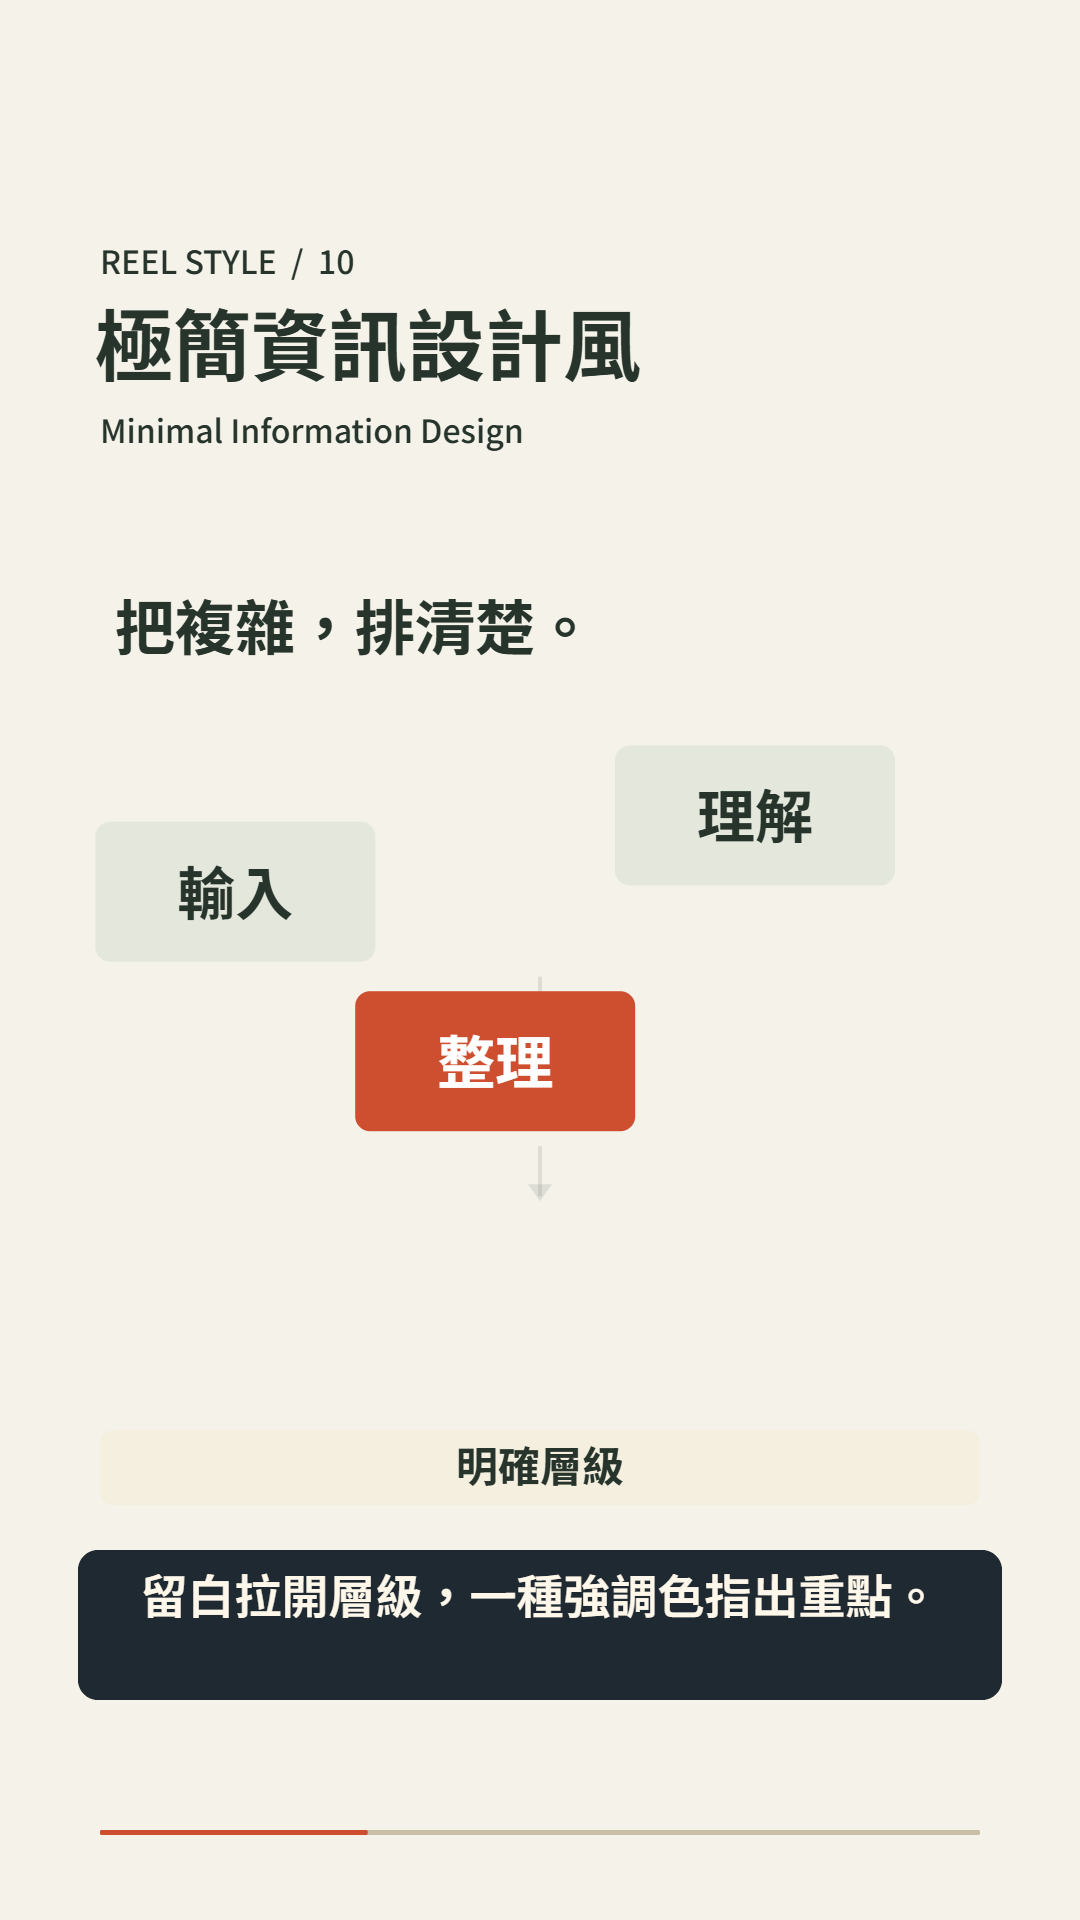 REEL STYLE / 10
極簡資訊設計風
Minimal Information Design
把複雜，排清楚。
理解
輸入
整理
明確層級
留白拉開層級，一種強調色指出重點。